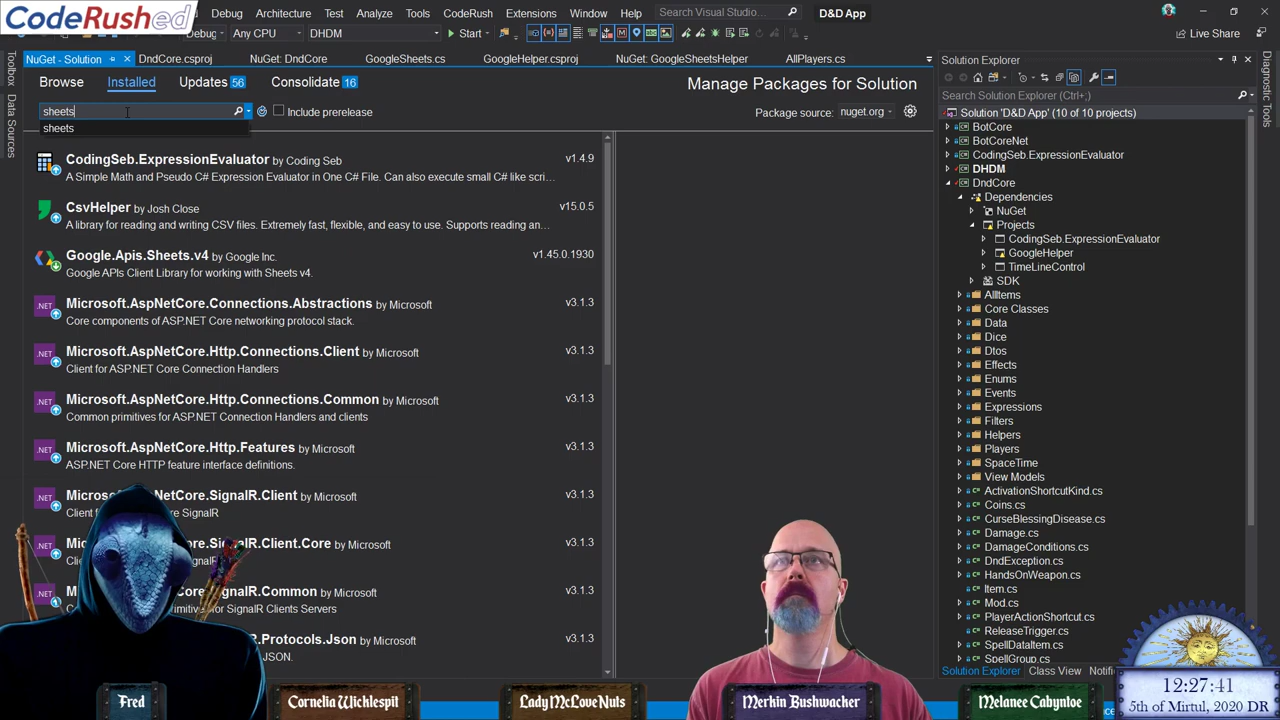 CodeRushed
Debug Architecture Test Analyze Tools CodeRush Extensions Window Help Search Visual Studio (Ctrl+Q) DnDApp
Debug Any CPU DHDM Start Live Share
NuGet - Solution DndCore.csproj NuGet: DndCore GoogleSheets.cs GoogleHelper.csproj NuGet: GoogleSheetsHelper AllPlayers.cs Solution Explorer
Toolbox
Data Sources
Diagnostic Tools
Browse Installed Updates 56 Consolidate 16 Manage Packages for Solution
sheets Include prerelease Package source: nuget.org
sheets
CodingSeb.ExpressionEvaluator by Coding Seb v1.4.9
A Simple Math and Pseudo C# Expression Evaluator in One C# File. Can also execute small C# like scri...
CsvHelper by Josh Close v15.0.5
A library for reading and writing CSV files. Extremely fast, flexible, and easy to use. Supports reading an...
Google.Apis.Sheets.v4 by Google Inc. v1.45.0.1930
Google APIs Client Library for working with Sheets v4.
Microsoft.AspNetCore.Connections.Abstractions by Microsoft v3.1.3
Core components of ASP.NET Core networking protocol stack.
Microsoft.AspNetCore.Http.Connections.Client by Microsoft v3.1.3
Client for ASP.NET Core Connection Handlers
Microsoft.AspNetCore.Http.Connections.Common by Microsoft v3.1.3
Common primitives for ASP.NET Connection Handlers and clients
Microsoft.AspNetCore.Http.Features by Microsoft v3.1.3
ASP.NET Core HTTP feature interface definitions.
Microsoft.AspNetCore.SignalR.Client by Microsoft v3.1.3
SignalR
SignalR.Client.Core by Microsoft v3.1.3
SignalR.Common by Microsoft v3.1.3
for SignalR Clients Servers
Protocols.Json by Microsoft v3.1.3
JSON.
Search Solution Explorer (Ctrl+;)
Solution 'D&D App' (10 of 10 projects)
BotCore
BotCoreNet
CodingSeb.ExpressionEvaluator
DHDM
DndCore
Dependencies
NuGet
Projects
CodingSeb.ExpressionEvaluator
GoogleHelper
TimeLineControl
SDK
AllItems
Core Classes
Data
Dice
Dtos
Effects
Enums
Events
Expressions
Filters
Helpers
Players
SpaceTime
View Models
ActivationShortcutKind.cs
Coins.cs
CurseBlessingDisease.cs
Damage.cs
DamageConditions.cs
DndException.cs
HandsOnWeapon.cs
Item.cs
Mod.cs
PlayerActionShortcut.cs
ReleaseTrigger.cs
SpellDataItem.cs
SpellGroup.cs
Solution Explorer Class View
12:27:41
5th of Mirtul, 2020 DR
Fred Cornelia Wicklespit Lady McLove Nuts Merkin Bushwacker Melanee Cabyntoe